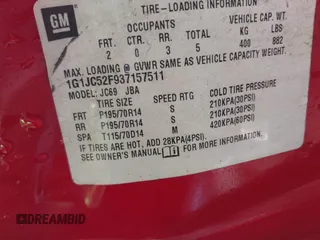 GM
TIRE-LOADING INFORMATION
OCCUPANTS VEHICLE CAP. WT.
FRT RR TOTAL KG LBS
2 3 5 400 882
MAX LOADING @ GVWR SAME AS VEHICLE CAPACITY WT.
1G1JC52F937157511
MODEL: JC69 JBA
TIRE SIZE SPEED RTG COLD TIRE PRESSURE
FRT P195/70R14 S 210KPA(30PSI)
RR P195/70R14 S 210KPA(30PSI)
SPA T115/70D14 M 420KPA(60PSI)
IF TIRES ARE HOT, ADD 28KPA(4PSI).
SEE OWNER'S MANUAL FOR MORE INFORMATION
DREAMBID